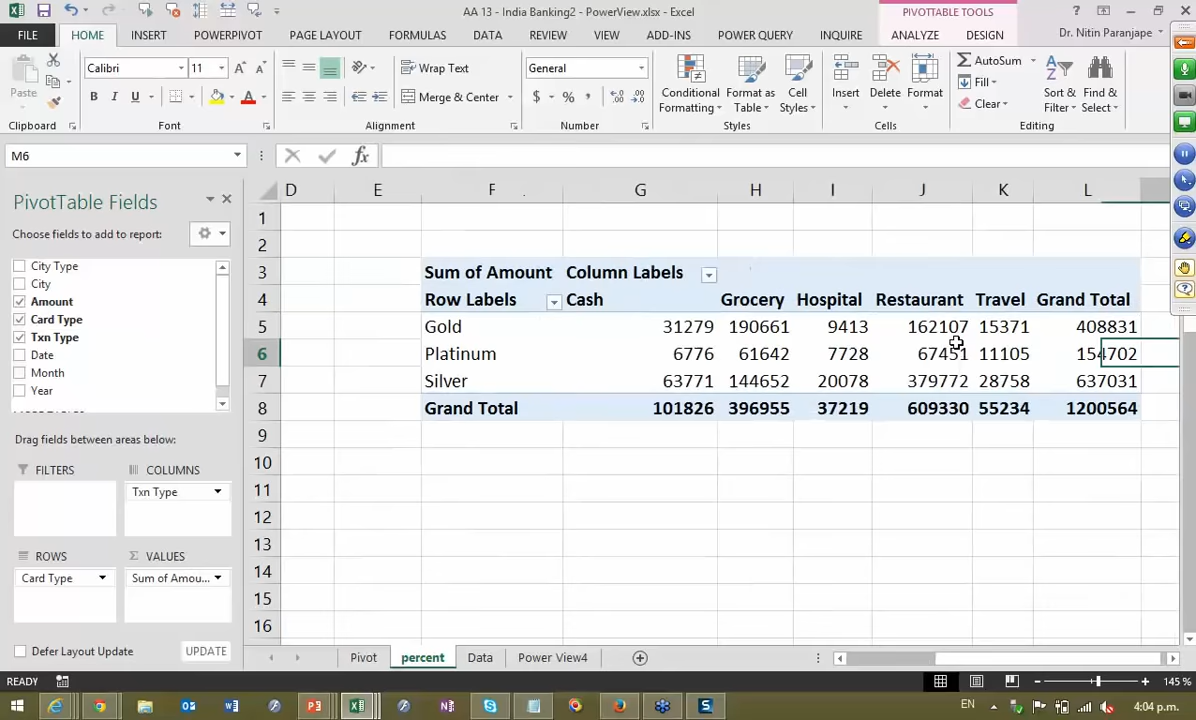 AA 13 - India Banking2 - PowerView.xlsx - Excel
PIVOTTABLE TOOLS
FILE HOME INSERT POWERPIVOT PAGE LAYOUT FORMULAS DATA REVIEW VIEW ADD-INS POWER QUERY INQUIRE ANALYZE DESIGN Dr. Nitin Paranjape
Paste
Calibri 11
B I U
Wrap Text
Merge & Center
General
$ % ,
Conditional Formatting
Format as Table
Cell Styles
Insert Delete Format
AutoSum
Fill
Clear
Sort & Filter
Find & Select
Clipboard Font Alignment Number Styles Cells Editing
M6 fx
PivotTable Fields
Choose fields to add to report:
City Type
City
Amount
Card Type
Txn Type
Date
Month
Year
Drag fields between areas below:
FILTERS COLUMNS
Txn Type
ROWS VALUES
Card Type Sum of Amou...
Defer Layout Update UPDATE
D E F G H I J K L
1
2
3 Sum of Amount Column Labels
4 Row Labels Cash Grocery Hospital Restaurant Travel Grand Total
5 Gold 31279 190661 9413 162107 15371 408831
6 Platinum 6776 61642 7728 67451 11105 154702
7 Silver 63771 144652 20078 379772 28758 637031
8 Grand Total 101826 396955 37219 609330 55234 1200564
9
10
11
12
13
14
15
16
Pivot percent Data Power View4
READY 145 %
EN 4:04 p.m.